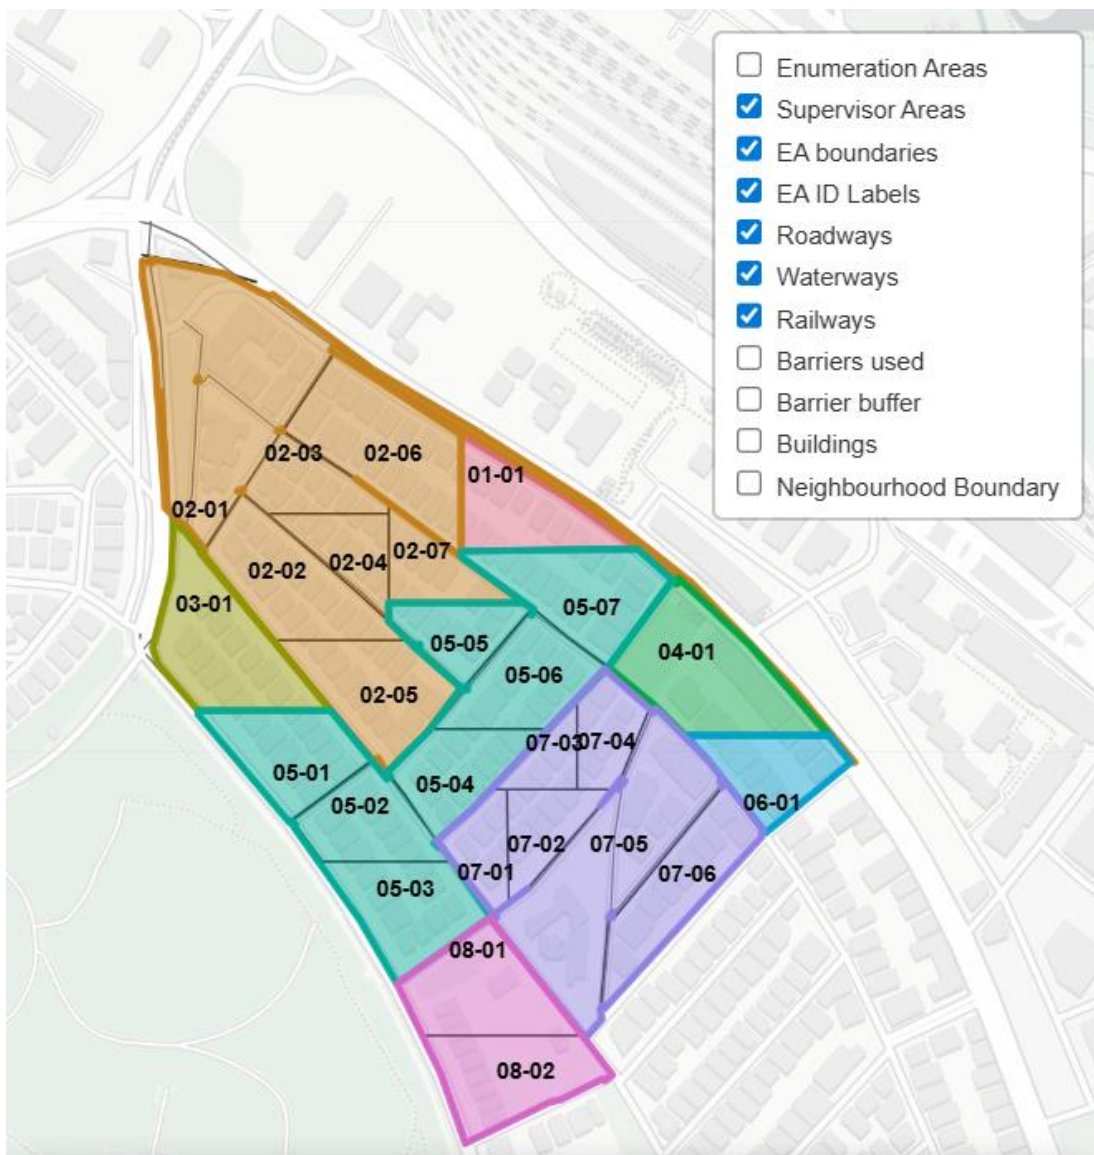 Enumeration Areas
Supervisor Areas
EA boundaries
EA ID Labels
Roadways
Waterways
Railways
Barriers used
Barrier buffer
Buildings
Neighbourhood Boundary
02-03
02-06
01-01
02-01
02-07
02-04
02-02
03-01
05-07
05-05
04-01
05-06
02-05
07-03
07-04
05-01
05-04
05-02
06-01
07-02
07-05
07-01
07-06
05-03
08-01
08-02